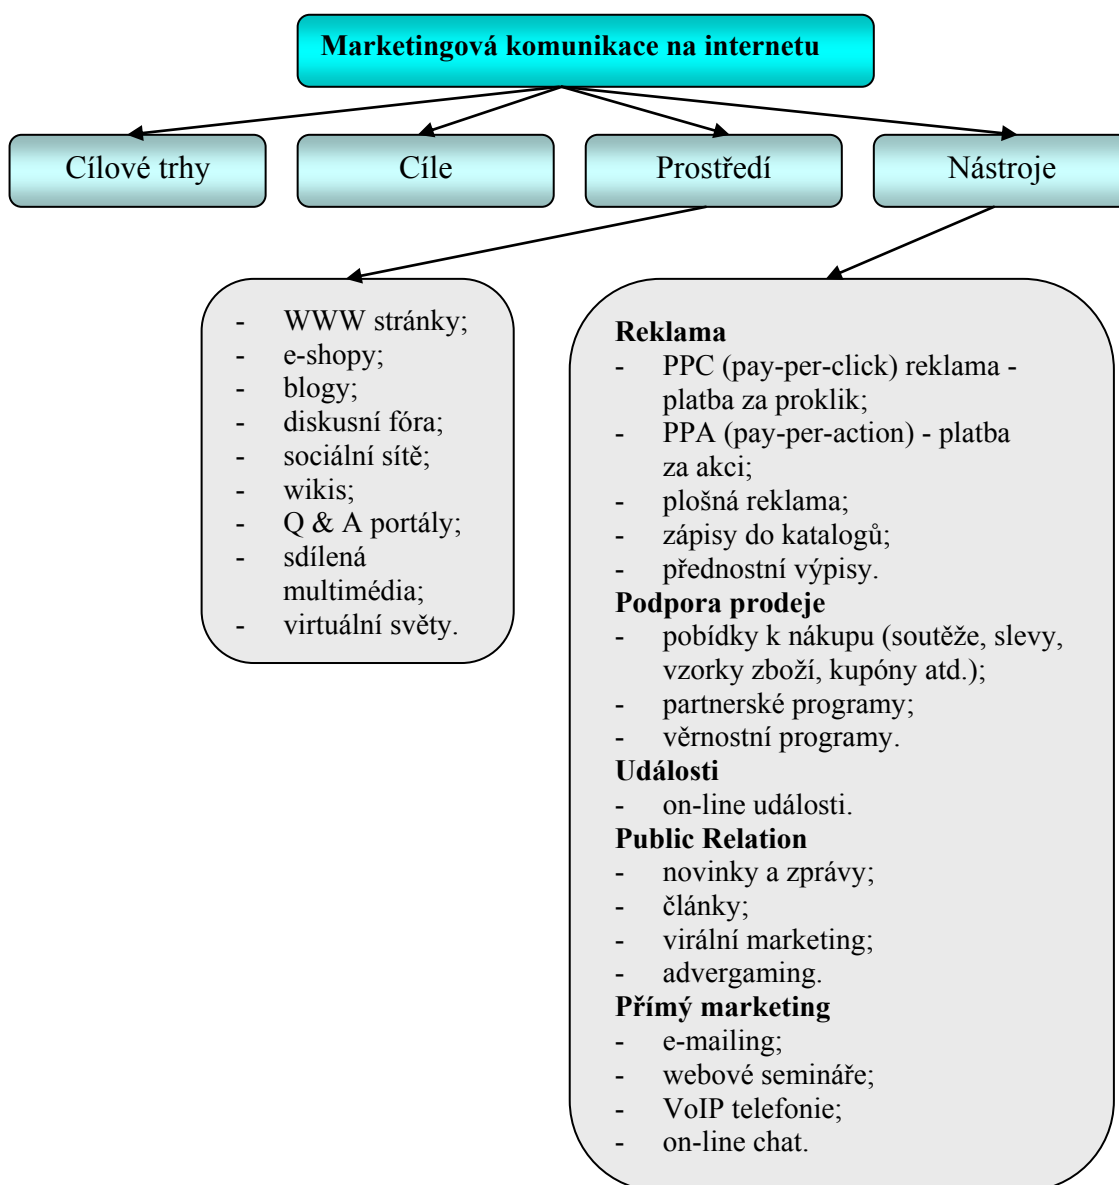 Marketingová komunikace na internetu
Cílové trhy
Cíle
Prostředí
Nástroje
- WWW stránky;
- e-shopy;
- blogy;
- diskusní fóra;
- sociální sítě;
- wikis;
- Q & A portály;
- sdílená
multimédia;
- virtuální světy.
Reklama
- PPC (pay-per-click) reklama -
platba za proklik;
- PPA (pay-per-action) - platba
za akci;
- plošná reklama;
- zápisy do katalogů;
- přednostní výpisy.
Podpora prodeje
- pobídky k nákupu (soutěže, slevy,
vzorky zboží, kupóny atd.);
- partnerské programy;
- věrnostní programy.
Události
- on-line události.
Public Relation
- novinky a zprávy;
- články;
- virální marketing;
- advergaming.
Přímý marketing
- e-mailing;
- webové semináře;
- VoIP telefonie;
- on-line chat.